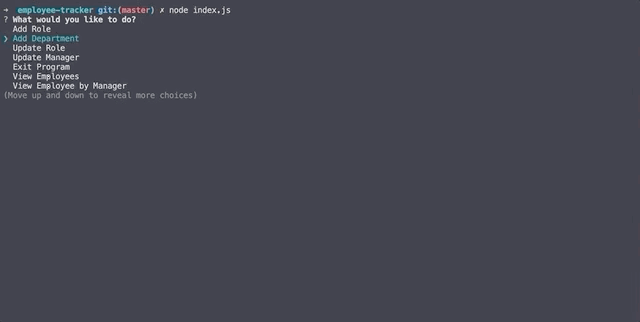 ➜ employee-tracker git:(master) ✗ node index.js
? What would you like to do?
Add Role
❯ Add Department
Update Role
Update Manager
Exit Program
View Employees
View Employee by Manager
(Move up and down to reveal more choices)